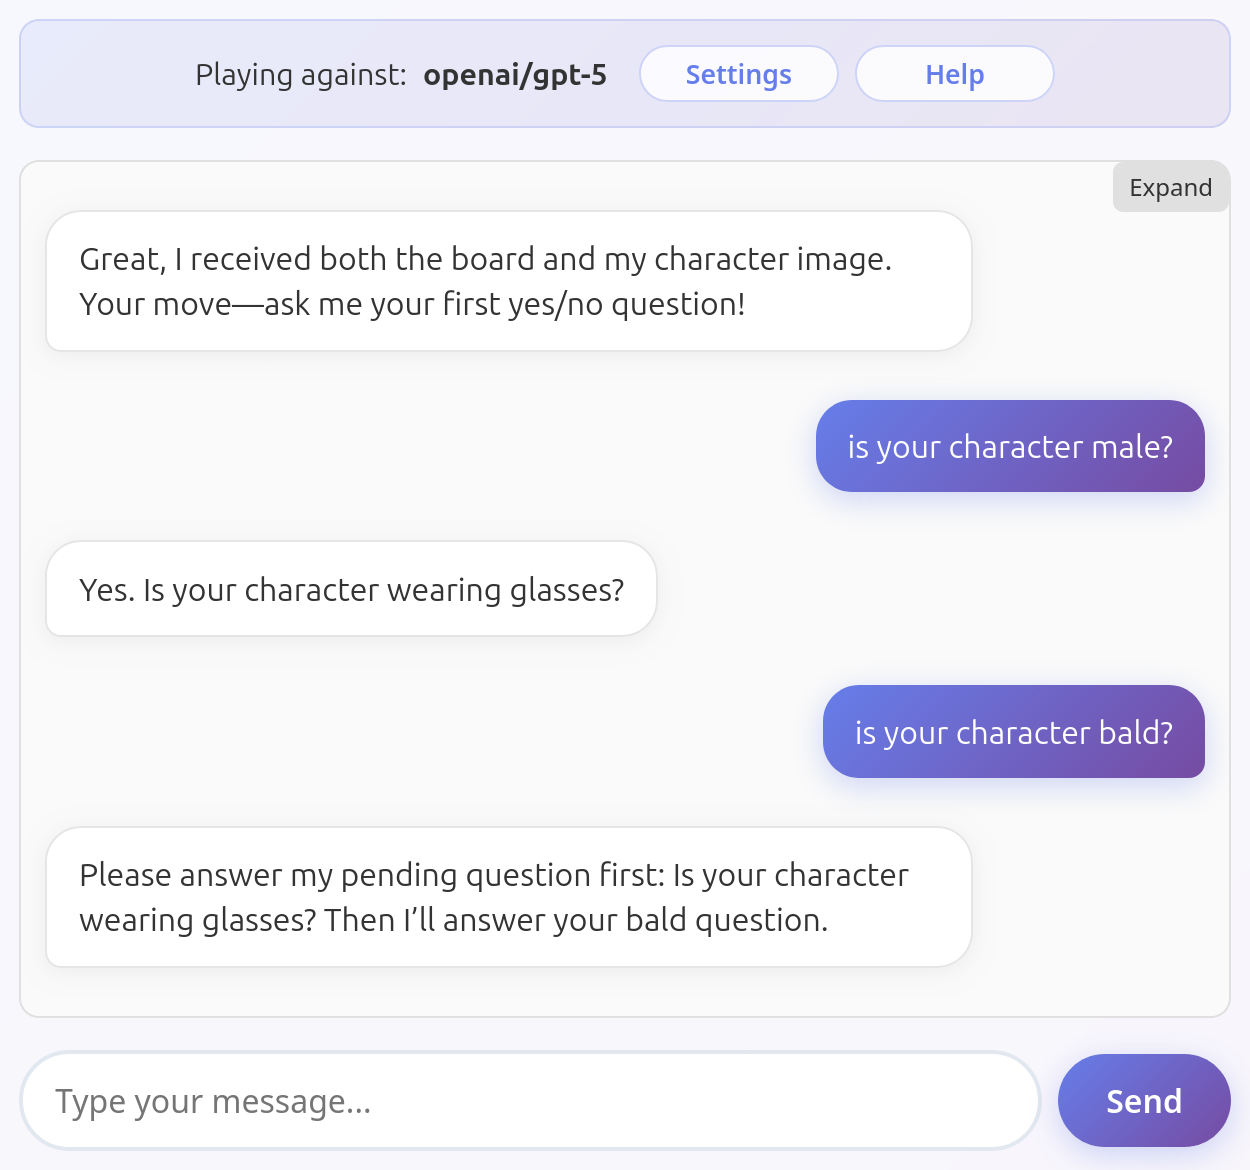 Playing against: openai/gpt-5 Settings Help
Expand
Great, I received both the board and my character image.
Your move—ask me your first yes/no question!
is your character male?
Yes. Is your character wearing glasses?
is your character bald?
Please answer my pending question first: Is your character
wearing glasses? Then I’ll answer your bald question.
Type your message... Send